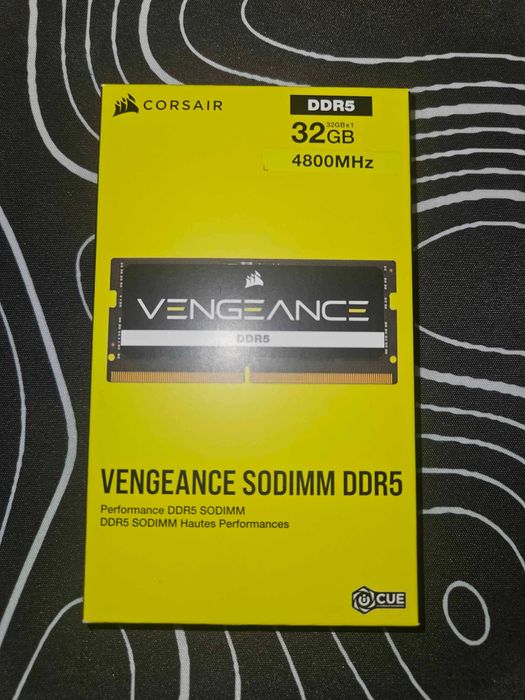 CORSAIR
DDR5
32GBx1
32GB
4800MHz
VENGEANCE
DDR5
VENGEANCE SODIMM DDR5
Performance DDR5 SODIMM
DDR5 SODIMM Hautes Performances
CUE